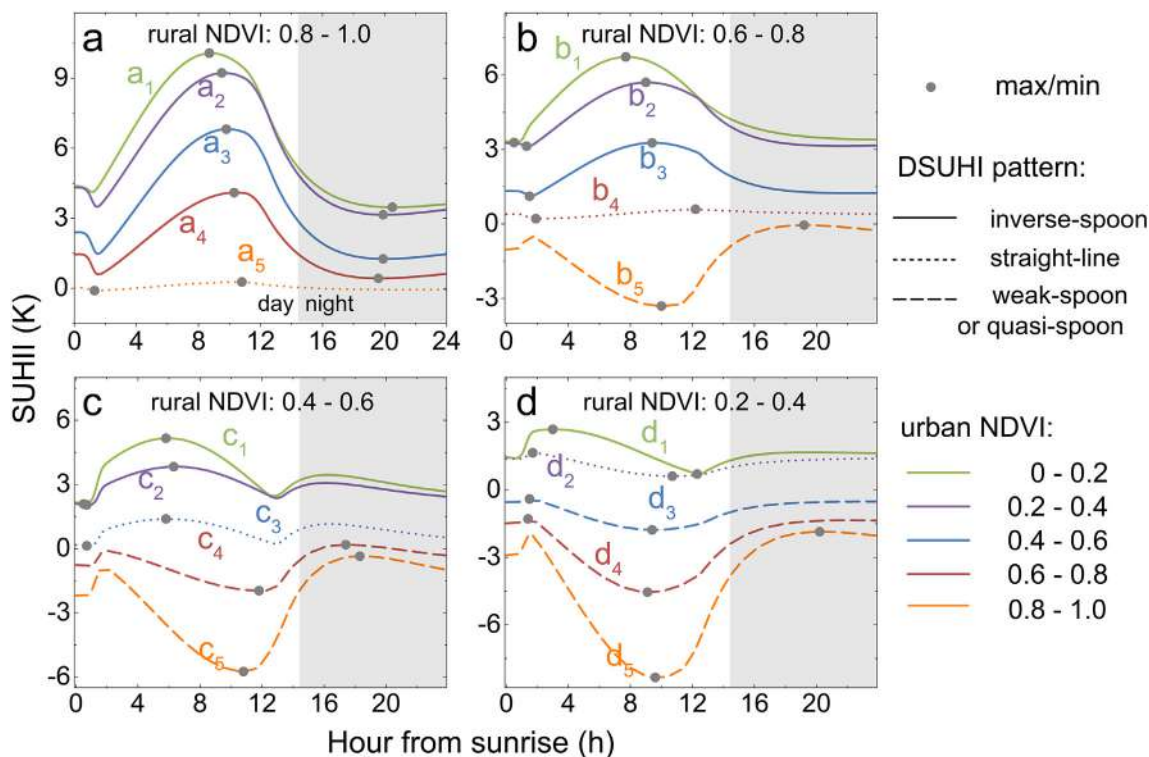 a rural NDVI: 0.8 - 1.0
9
6
3
0
a1
a2
a3
a4
a5
day night
0 4 8 12 16 20 24
b rural NDVI: 0.6 - 0.8
6
3
0
-3
b1
b2
b3
b4
b5
0 4 8 12 16 20
max/min
DSUHI pattern:
inverse-spoon
straight-line
weak-spoon
or quasi-spoon
SUHII (K)
c rural NDVI: 0.4 - 0.6
6
3
0
-3
-6
c1
c2
c3
c4
c5
0 4 8 12 16 20
d rural NDVI: 0.2 - 0.4
3
0
-3
-6
d1
d2
d3
d4
d5
0 4 8 12 16 20
urban NDVI:
0 - 0.2
0.2 - 0.4
0.4 - 0.6
0.6 - 0.8
0.8 - 1.0
Hour from sunrise (h)